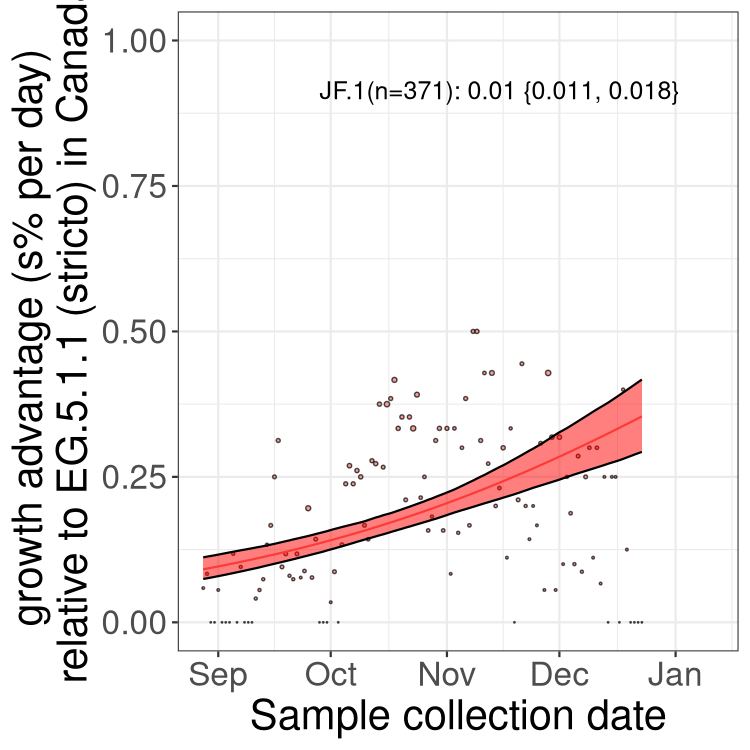 growth advantage (s% per day)
relative to EG.5.1.1 (stricto) in Canada
1.00
0.75
0.50
0.25
0.00
JF.1(n=371): 0.01 {0.011, 0.018}
Sep Oct Nov Dec Jan
Sample collection date